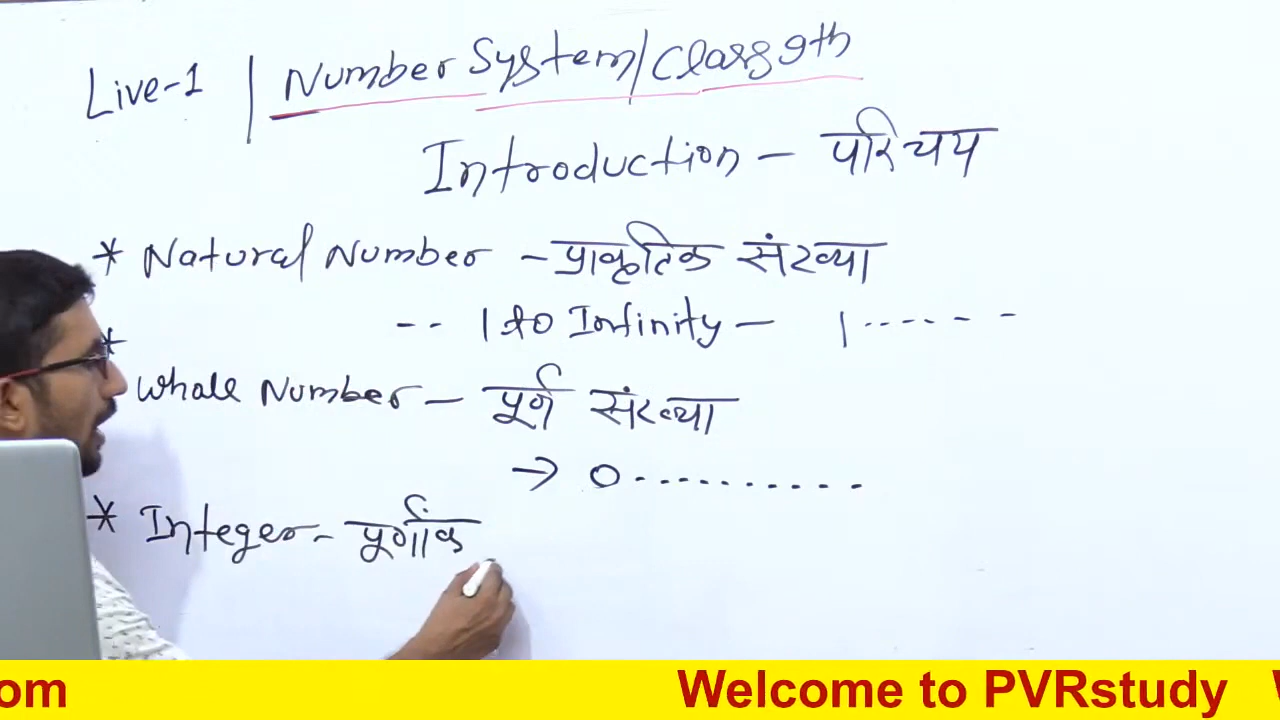 Live-1 | Number System/Class 9th
Introduction - परिचय
* Natural Number - प्राकृतिक संख्या
-- 1 to Infinity - 1 ------
* Whole Number - पूर्ण संख्या
→ 0 ..........
* Integer - पूर्णांक
om Welcome to PVRstudy W